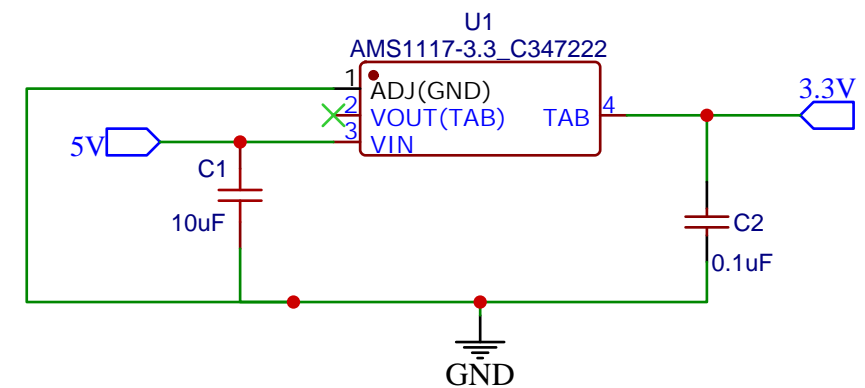 U1
AMS1117-3.3_C347222
1
ADJ(GND)
2
VOUT(TAB)
TAB
4
3
VIN
5V
3.3V
C1
10uF
C2
0.1uF
GND